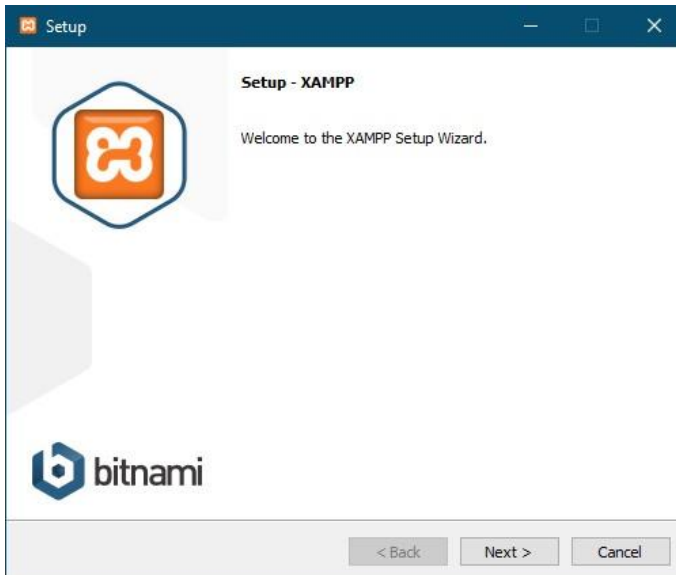 Setup
Setup - XAMPP
Welcome to the XAMPP Setup Wizard.
bitnami
< Back
Next >
Cancel